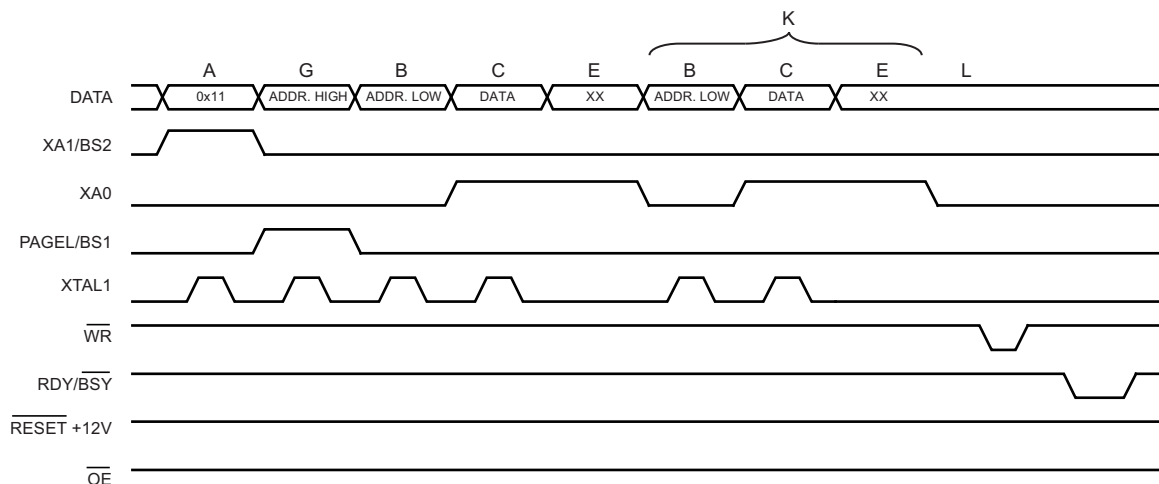 K
A G B C E B C E L
DATA 0x11 ADDR. HIGH ADDR. LOW DATA XX ADDR. LOW DATA XX
XA1/BS2
XA0
PAGEL/BS1
XTAL1
WR
RDY/BSY
RESET +12V
OE